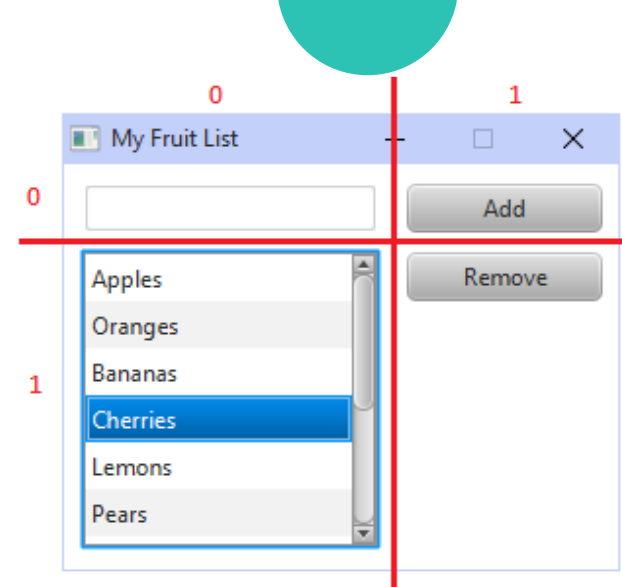 0 1
My Fruit List
0
Add
Apples
Remove
Oranges
Bananas
1
Cherries
Lemons
Pears